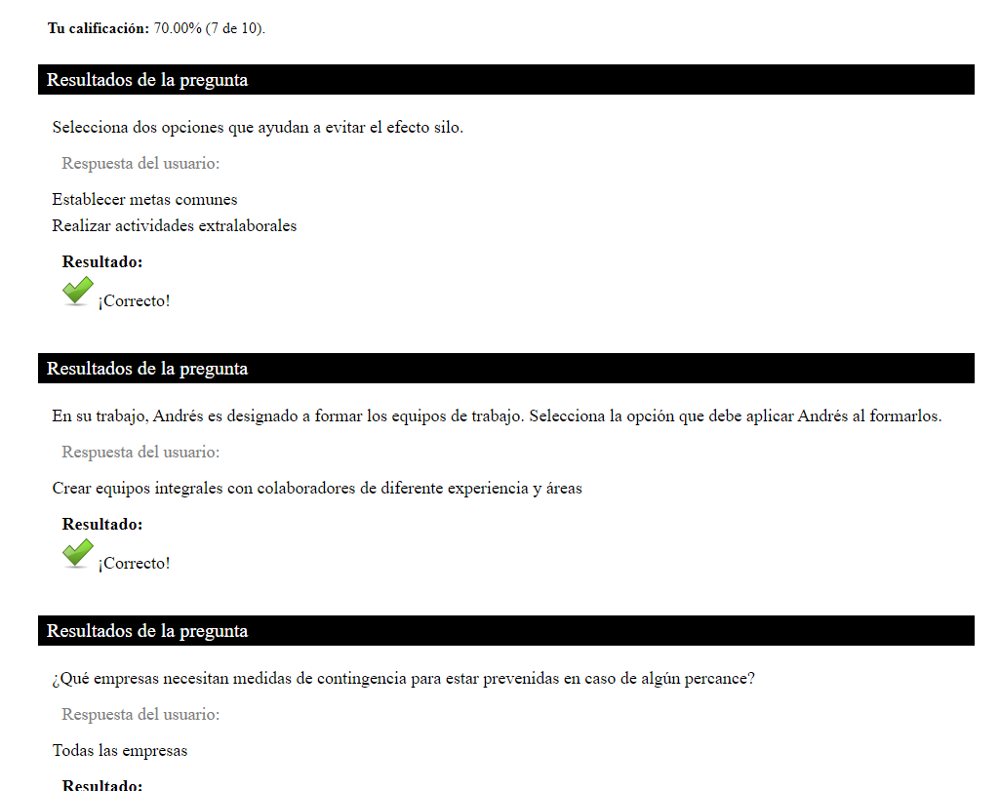 Tu calificación: 70.00% (7 de 10).
Resultados de la pregunta
Selecciona dos opciones que ayudan a evitar el efecto silo.
Respuesta del usuario:
Establecer metas comunes
Realizar actividades extralaborales
Resultado:
¡Correcto!
Resultados de la pregunta
En su trabajo, Andrés es designado a formar los equipos de trabajo. Selecciona la opción que debe aplicar Andrés al formarlos.
Respuesta del usuario:
Crear equipos integrales con colaboradores de diferente experiencia y áreas
Resultado:
¡Correcto!
Resultados de la pregunta
¿Qué empresas necesitan medidas de contingencia para estar prevenidas en caso de algún percance?
Respuesta del usuario:
Todas las empresas
Resultado: